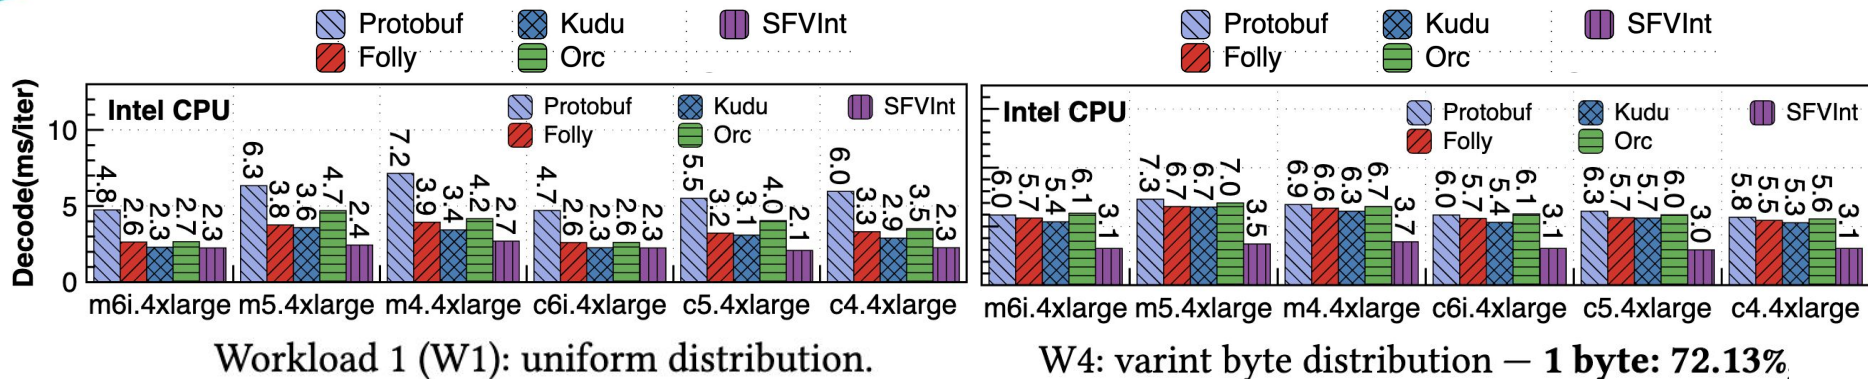 Protobuf Kudu SFVInt
Folly Orc
Decode(ms/iter)
10
5
0
Intel CPU
Protobuf Kudu SFVInt
Folly Orc
4.8 2.6 2.3 2.7 2.3
6.3 3.8 3.6 4.7 2.4
7.2 3.9 3.4 4.2 2.7
4.7 2.6 2.3 2.6 2.3
5.5 3.2 3.1 4.0 2.1
6.0 3.3 2.9 3.5 2.3
m6i.4xlarge m5.4xlarge m4.4xlarge c6i.4xlarge c5.4xlarge c4.4xlarge
Workload 1 (W1): uniform distribution.
Protobuf Kudu SFVInt
Folly Orc
Intel CPU
Protobuf Kudu SFVInt
Folly Orc
6.0 5.7 5.4 6.1 3.1
7.3 6.7 6.7 7.0 3.5
6.9 6.6 6.3 6.7 3.7
6.0 5.7 5.4 6.1 3.1
6.3 5.7 5.7 6.0 3.0
5.8 5.5 5.3 5.6 3.1
m6i.4xlarge m5.4xlarge m4.4xlarge c6i.4xlarge c5.4xlarge c4.4xlarge
W4: varint byte distribution — 1 byte: 72.13%